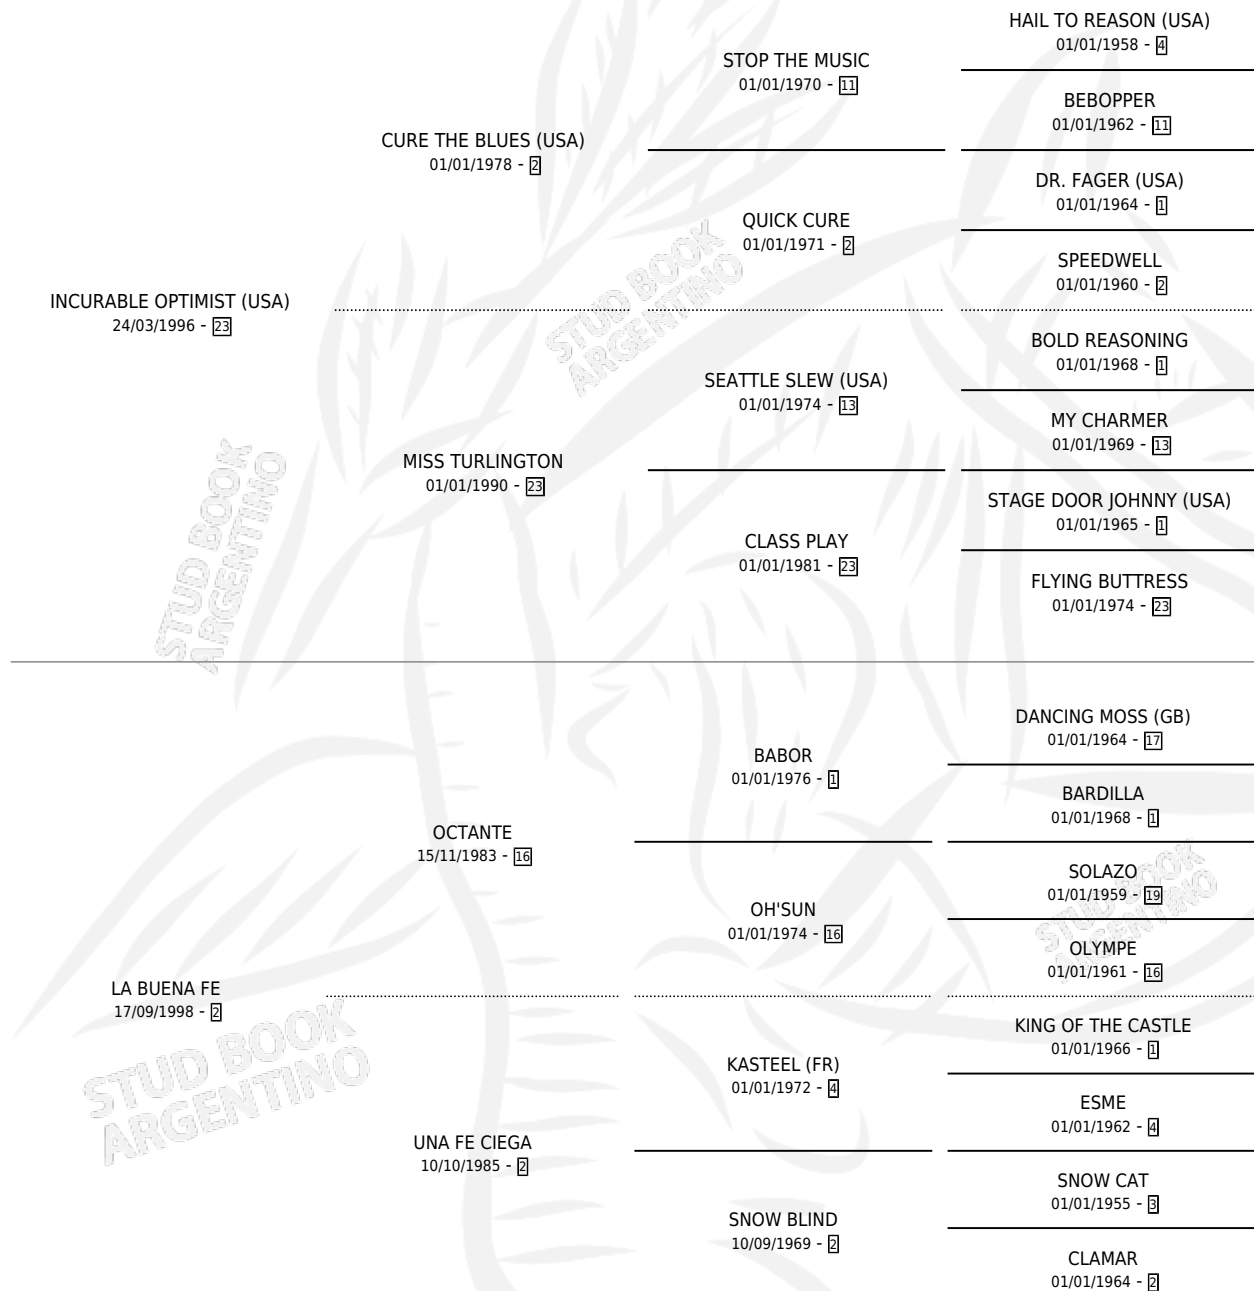 HAIL TO REASON (USA)
01/01/1958 - 4
STOP THE MUSIC
01/01/1970 - 11
BEBOPPER
01/01/1962 - 11
CURE THE BLUES (USA)
01/01/1978 - 2
DR. FAGER (USA)
01/01/1964 - 1
QUICK CURE
01/01/1971 - 2
SPEEDWELL
01/01/1960 - 2
INCURABLE OPTIMIST (USA)
24/03/1996 - 23
BOLD REASONING
01/01/1968 - 1
SEATTLE SLEW (USA)
01/01/1974 - 13
MY CHARMER
01/01/1969 - 13
MISS TURLINGTON
01/01/1990 - 23
STAGE DOOR JOHNNY (USA)
01/01/1965 - 1
CLASS PLAY
01/01/1981 - 23
FLYING BUTTRESS
01/01/1974 - 23
DANCING MOSS (GB)
01/01/1964 - 17
BABOR
01/01/1976 - 1
BARDILLA
01/01/1968 - 1
OCTANTE
15/11/1983 - 16
SOLAZO
01/01/1959 - 19
OH'SUN
01/01/1974 - 16
OLYMPE
01/01/1961 - 16
LA BUENA FE
17/09/1998 - 2
KING OF THE CASTLE
01/01/1966 - 1
KASTEEL (FR)
01/01/1972 - 4
ESME
01/01/1962 - 4
UNA FE CIEGA
10/10/1985 - 2
SNOW CAT
01/01/1955 - 3
SNOW BLIND
10/09/1969 - 2
CLAMAR
01/01/1964 - 2
STUD BOOK
ARGENTINO
STUD BOOK
ARGENTINO
STUD BOOK
ARGENTINO
STUD BOOK
ARGENTINO